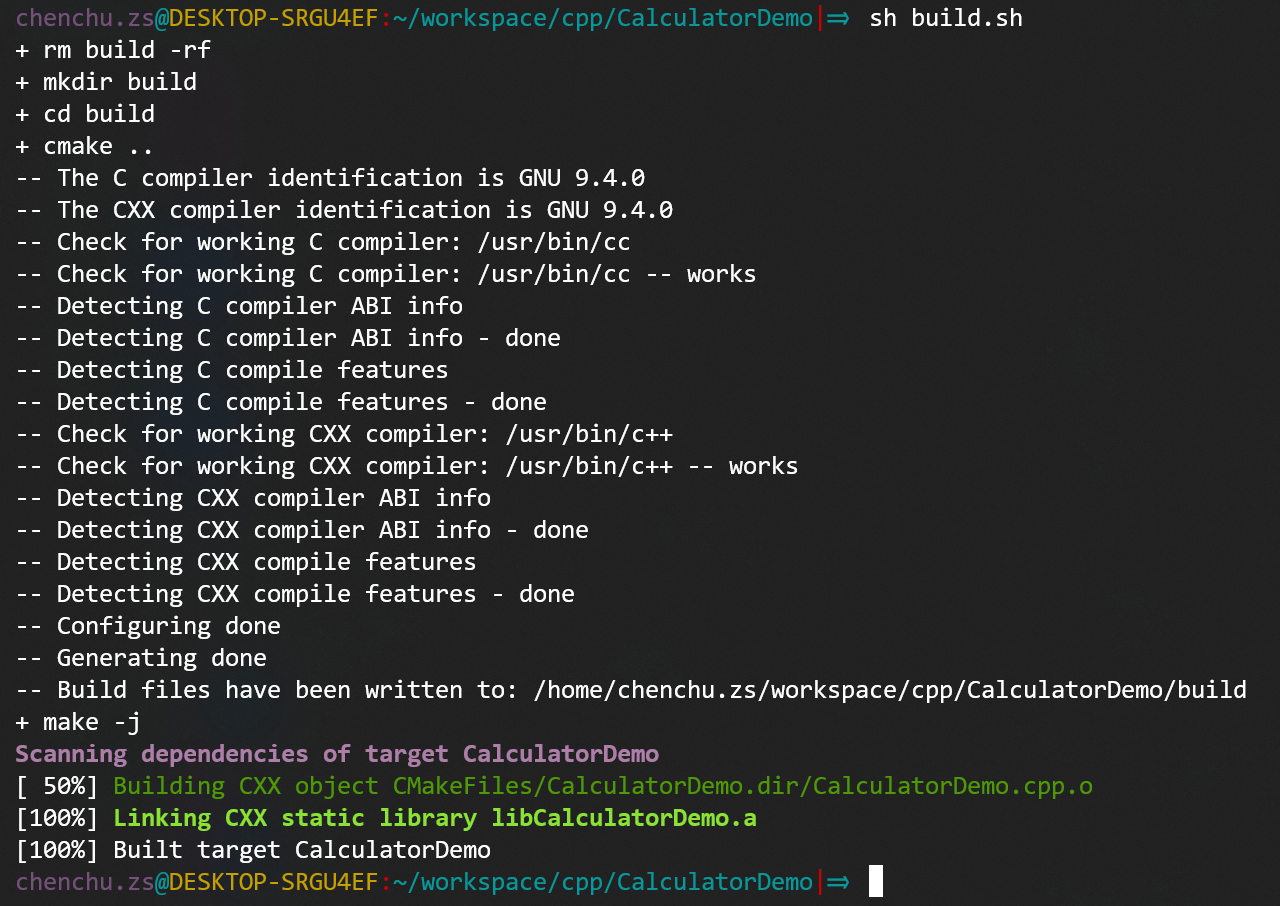 chenchu.zs@DESKTOP-SRGU4EF:~/workspace/cpp/CalculatorDemo|⇒ sh build.sh
+ rm build -rf
+ mkdir build
+ cd build
+ cmake ..
-- The C compiler identification is GNU 9.4.0
-- The CXX compiler identification is GNU 9.4.0
-- Check for working C compiler: /usr/bin/cc
-- Check for working C compiler: /usr/bin/cc -- works
-- Detecting C compiler ABI info
-- Detecting C compiler ABI info - done
-- Detecting C compile features
-- Detecting C compile features - done
-- Check for working CXX compiler: /usr/bin/c++
-- Check for working CXX compiler: /usr/bin/c++ -- works
-- Detecting CXX compiler ABI info
-- Detecting CXX compiler ABI info - done
-- Detecting CXX compile features
-- Detecting CXX compile features - done
-- Configuring done
-- Generating done
-- Build files have been written to: /home/chenchu.zs/workspace/cpp/CalculatorDemo/build
+ make -j
Scanning dependencies of target CalculatorDemo
[ 50%] Building CXX object CMakeFiles/CalculatorDemo.dir/CalculatorDemo.cpp.o
[100%] Linking CXX static library libCalculatorDemo.a
[100%] Built target CalculatorDemo
chenchu.zs@DESKTOP-SRGU4EF:~/workspace/cpp/CalculatorDemo|⇒